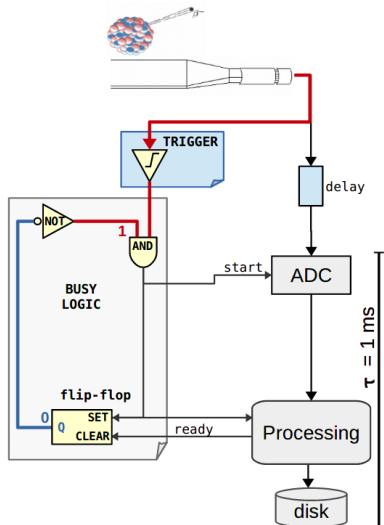 TRIGGER
delay
NOT
1
AND
start
ADC
BUSY
LOGIC
τ = 1 ms
flip-flop
0
Q
SET
CLEAR
ready
Processing
disk